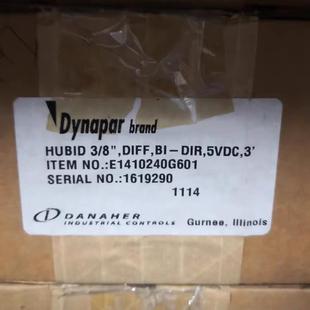 Dynapar brand
HUBID 3/8",DIFF,BI-DIR,5VDC,3'
ITEM NO.:E1410240G601
SERIAL NO.:1619290
1114
DANAHER
INDUSTRIAL CONTROLS
Gurnee, Illinois